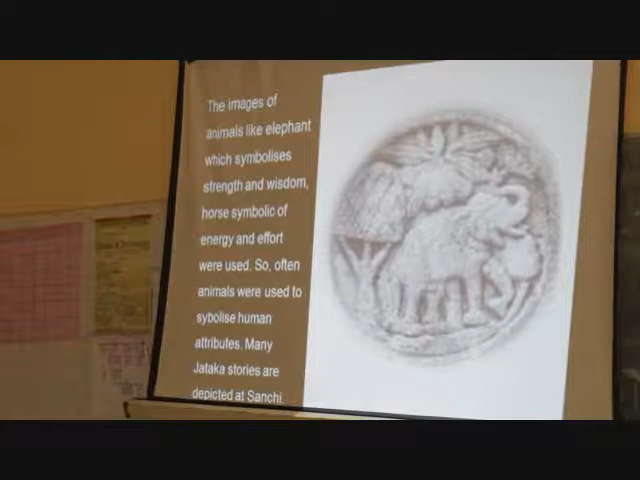 The images of
animals like elephant
which symbolises
strength and wisdom,
horse symbolic of
energy and effort
were used. So, often
animals were used to
sybolise human
attributes. Many
Jataka stories are
depicted at Sanchi.